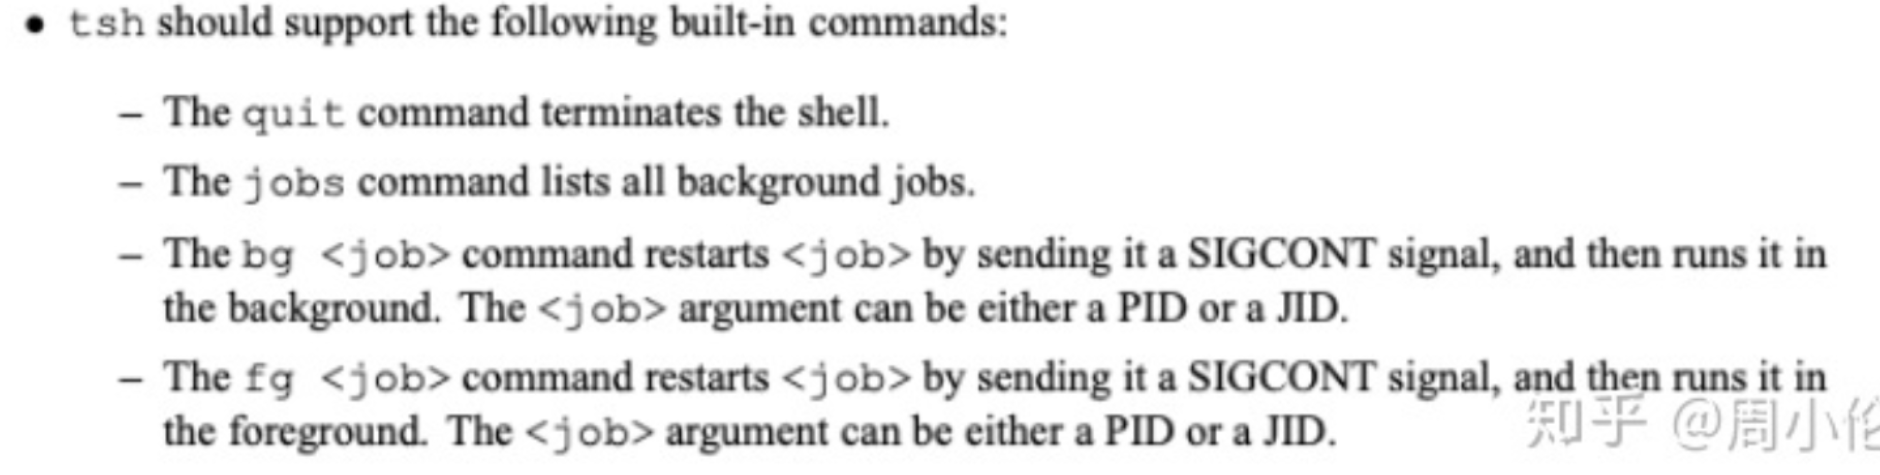 • tsh should support the following built-in commands:
– The quit command terminates the shell.
– The jobs command lists all background jobs.
– The bg <job> command restarts <job> by sending it a SIGCONT signal, and then runs it in
the background. The <job> argument can be either a PID or a JID.
– The fg <job> command restarts <job> by sending it a SIGCONT signal, and then runs it in
the foreground. The <job> argument can be either a PID or a JID.
知乎 @周小伦